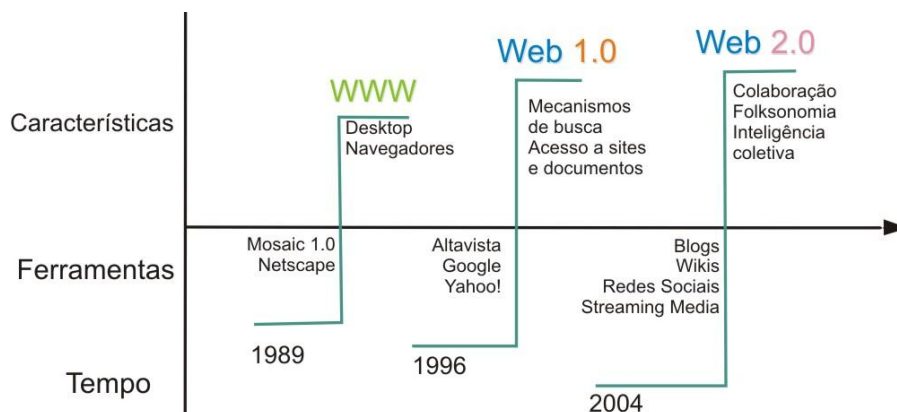 WWW
Web 1.0
Web 2.0
Características
Desktop
Navegadores
Mecanismos
de busca
Acesso a sites
e documentos
Colaboração
Folksonomia
Inteligência
coletiva
Ferramentas
Mosaic 1.0
Netscape
Altavista
Google
Yahoo!
Blogs
Wikis
Redes Sociais
Streaming Media
Tempo
1989
1996
2004